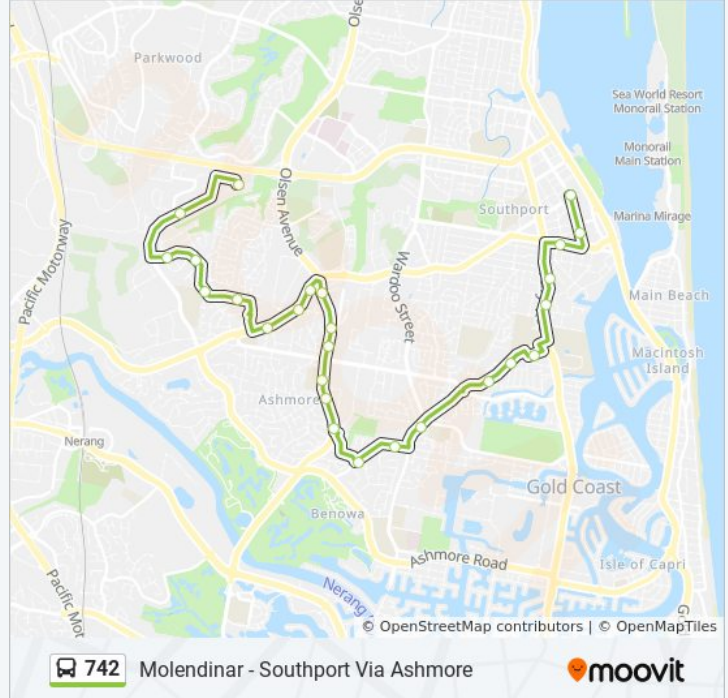 Olse
Parkwood
Sea World Resort
Monorail Station
Monorail
Main Station
Olsen Avenue
Southport
Marina Mirage
Pacific Motorway
Wardoo Street
Main Beach
Macintosh
Island
Ashmore
Nerang
Gold Coast
Benowa
Ashmore Road
Isle of Capri
Pacific Mot
Nerang
G
© OpenStreetMap contributors | © OpenMapTiles
742 Molendinar - Southport Via Ashmore moovit